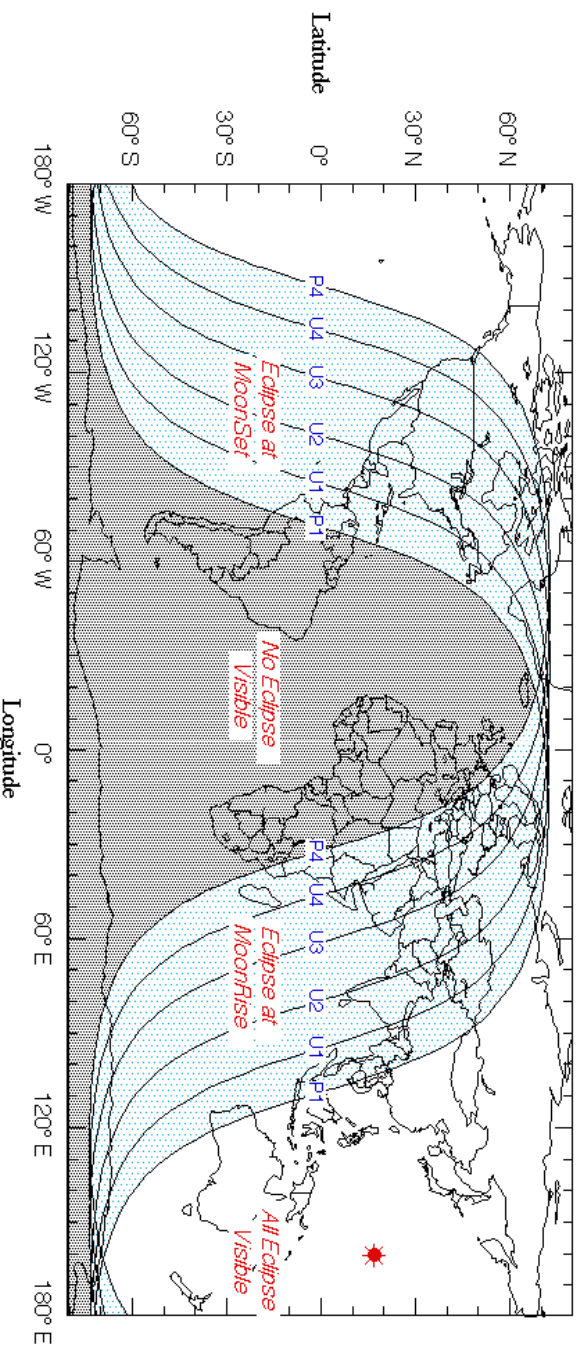 Latitude
60° N
30° N
0°
30° S
60° S
P4 U4 U3 U2 U1 P1 P4 U4 U3 U2 U1 P1
Eclipse at
MoonSet
No Eclipse
Visible
Eclipse at
MoonRise
All Eclipse
Visible
180° W 120° W 60° W 0° 60° E 120° E 180° E
Longitude